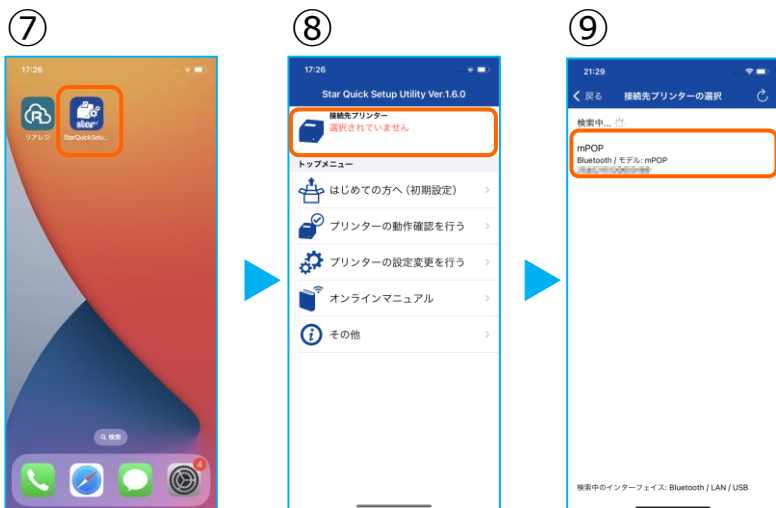 ⑦
17:26
リアレジ
star
StarQuickSetu...
検索
4
⑧
17:26
Star Quick Setup Utility Ver.1.6.0
接続先プリンター
選択されていません
トップメニュー
はじめての方へ (初期設定)
プリンターの動作確認を行う
プリンターの設定変更を行う
オンラインマニュアル
その他
⑨
21:29
戻る 接続先プリンターの選択
検索中...
mPOP
Bluetooth / モデル: mPOP
検索中のインターフェイス: Bluetooth / LAN / USB